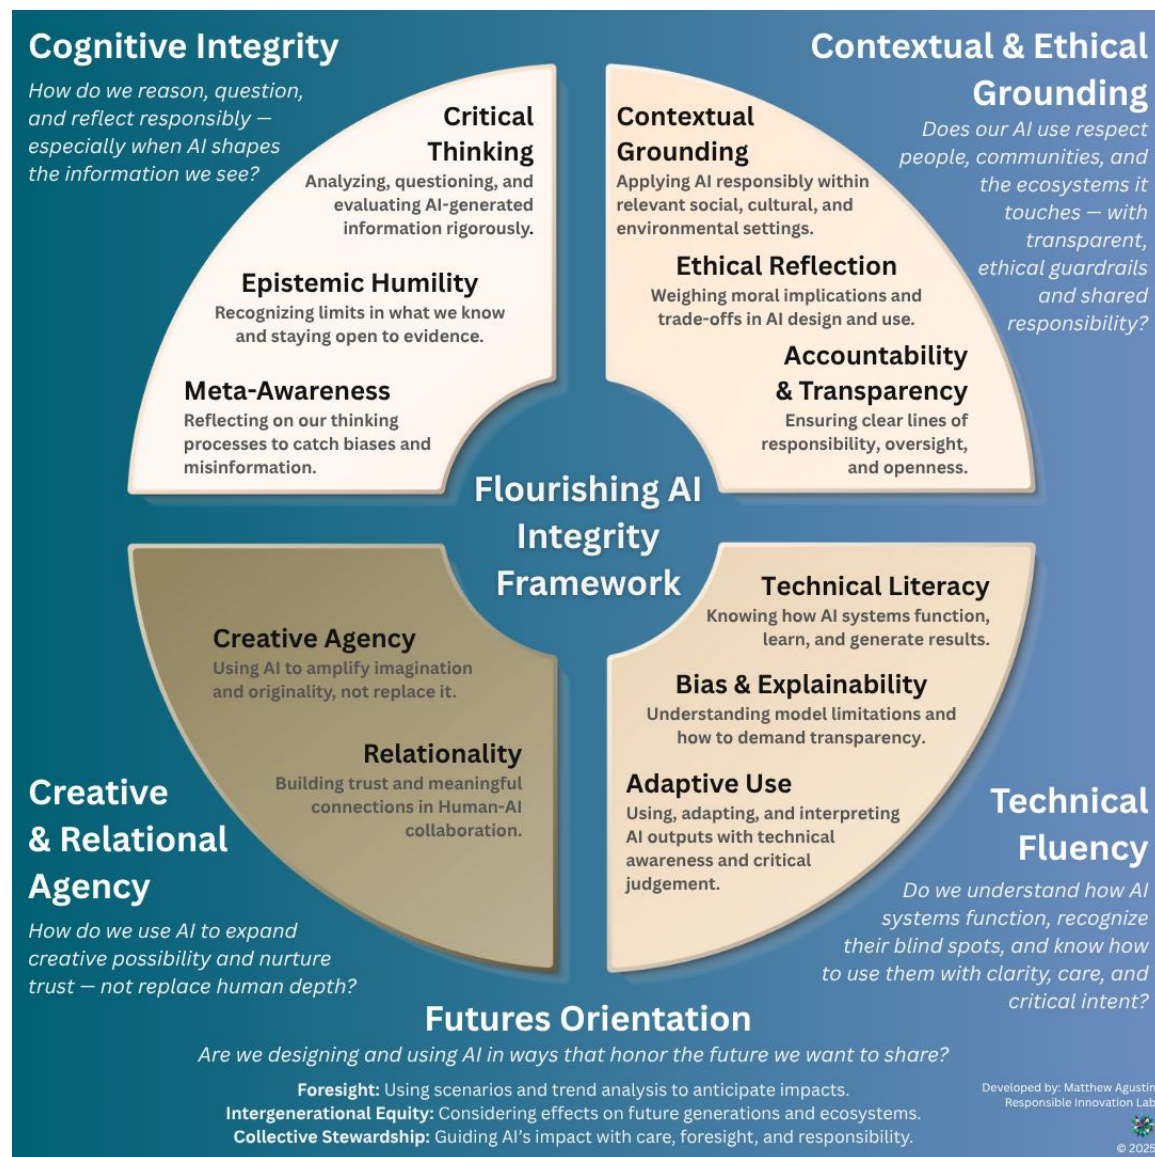 Cognitive Integrity
How do we reason, question,
and reflect responsibly —
especially when AI shapes
the information we see?
Contextual & Ethical
Grounding
Does our AI use respect
people, communities, and
the ecosystems it
touches — with
transparent,
ethical guardrails
and shared
responsibility?
Critical
Thinking
Analyzing, questioning, and
evaluating AI-generated
information rigorously.
Epistemic Humility
Recognizing limits in what we know
and staying open to evidence.
Meta-Awareness
Reflecting on our thinking
processes to catch biases and
misinformation.
Contextual
Grounding
Applying AI responsibly within
relevant social, cultural, and
environmental settings.
Ethical Reflection
Weighing moral implications and
trade-offs in AI design and use.
Accountability
& Transparency
Ensuring clear lines of
responsibility, oversight,
and openness.
Flourishing AI
Integrity
Framework
Creative Agency
Using AI to amplify imagination
and originality, not replace it.
Relationality
Building trust and meaningful
connections in Human-AI
collaboration.
Technical Literacy
Knowing how AI systems function,
learn, and generate results.
Bias & Explainability
Understanding model limitations and
how to demand transparency.
Adaptive Use
Using, adapting, and interpreting
AI outputs with technical
awareness and critical
judgement.
Creative
& Relational
Agency
How do we use AI to expand
creative possibility and nurture
trust — not replace human depth?
Technical
Fluency
Do we understand how AI
systems function, recognize
their blind spots, and know how
to use them with clarity, care, and
critical intent?
Futures Orientation
Are we designing and using AI in ways that honor the future we want to share?
Foresight: Using scenarios and trend analysis to anticipate impacts.
Intergenerational Equity: Considering effects on future generations and ecosystems.
Collective Stewardship: Guiding AI's impact with care, foresight, and responsibility.
Developed by: Matthew Agustin
Responsible Innovation Lab
© 2025